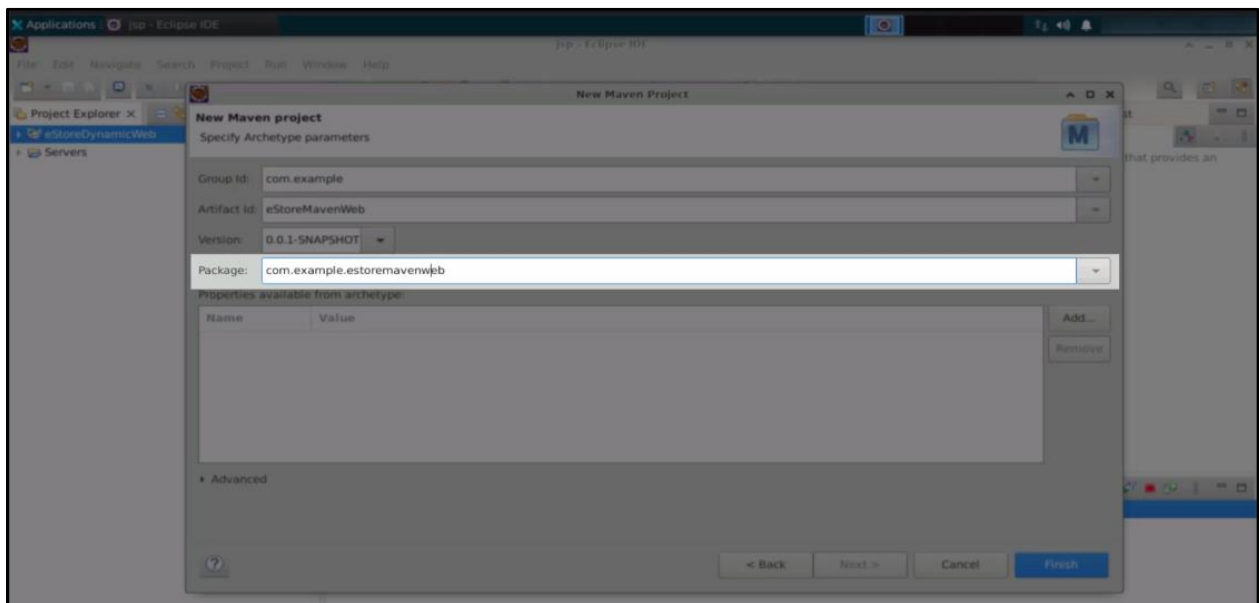 Applications jsp - Eclipse IDE
jsp - Eclipse IDE
File Edit Navigate Search Project Run Window Help
Project Explorer
eStoreDynamicWeb
Servers
that provides an
New Maven Project
New Maven project
Specify Archetype parameters
M
Group Id: com.example
Artifact Id: eStoreMavenWeb
Version: 0.0.1-SNAPSHOT
Package: com.example.estoremavenweb
Properties available from archetype:
Name Value
Add...
Remove
Advanced
? < Back Next > Cancel Finish